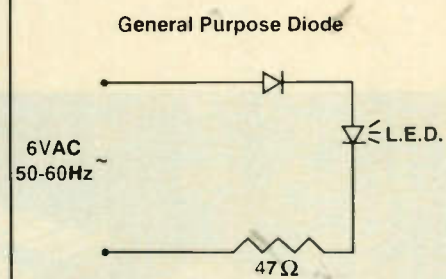 General Purpose Diode
L.E.D.
6VAC
50-60Hz ~
47Ω